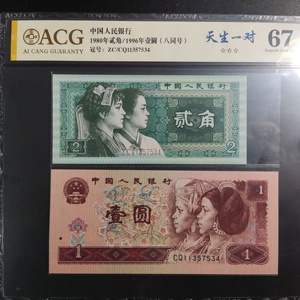 ACG
AI CANG GUARANTY
中国人民银行
1980年贰角/1996年壹圆（八同号）
冠号：ZC/CQ11357534
天生一对
☆☆☆
67
中国人民银行
贰角
2
2
中国人民银行
壹圆
CQ11357534
1
1